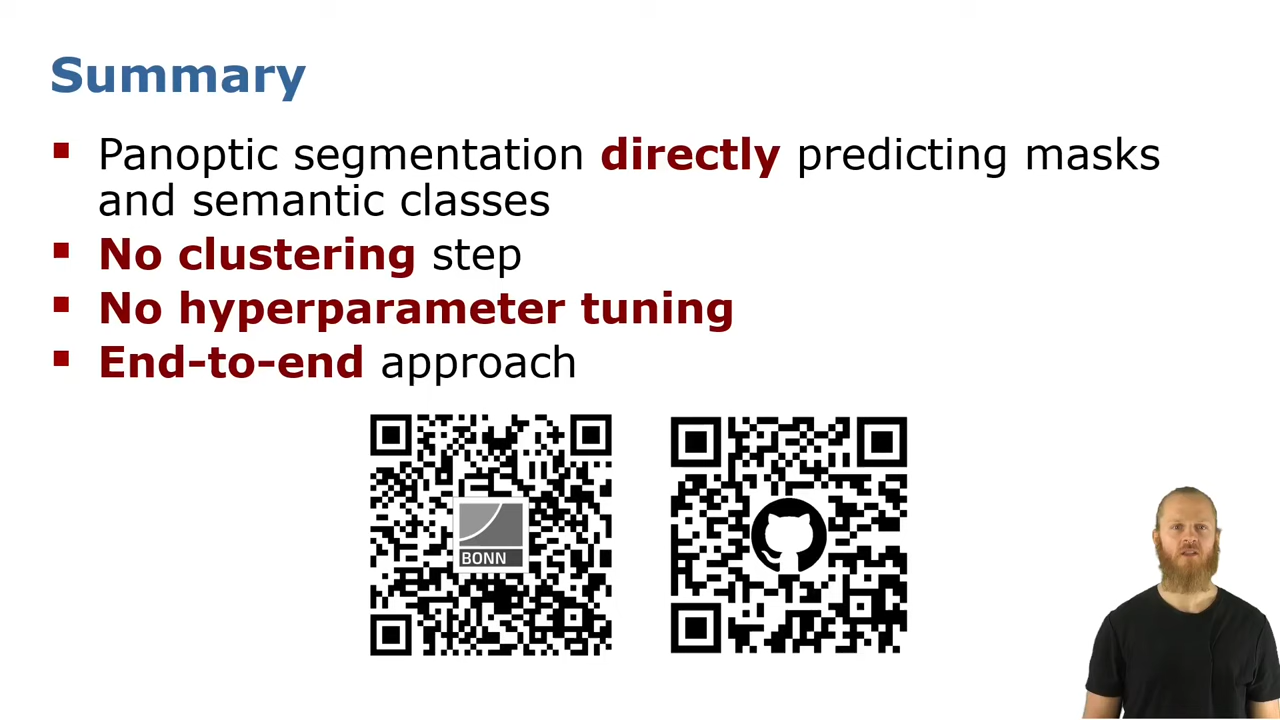 Summary
Panoptic segmentation directly predicting masks
and semantic classes
No clustering step
No hyperparameter tuning
End-to-end approach
BONN